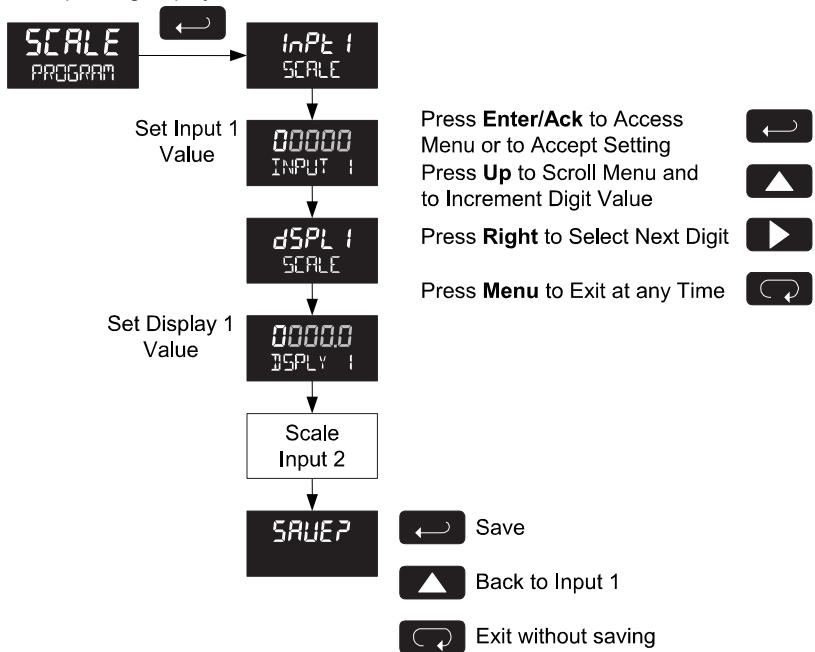 SCALE
PROGRAM
InPt 1
SCALE
Set Input 1
Value
00000
INPUT 1
dSPL 1
SCALE
Set Display 1
Value
0000.0
DSPLY 1
Scale
Input 2
SAVE?
Press Enter/Ack to Access
Menu or to Accept Setting
Press Up to Scroll Menu and
to Increment Digit Value
Press Right to Select Next Digit
Press Menu to Exit at any Time
Save
Back to Input 1
Exit without saving